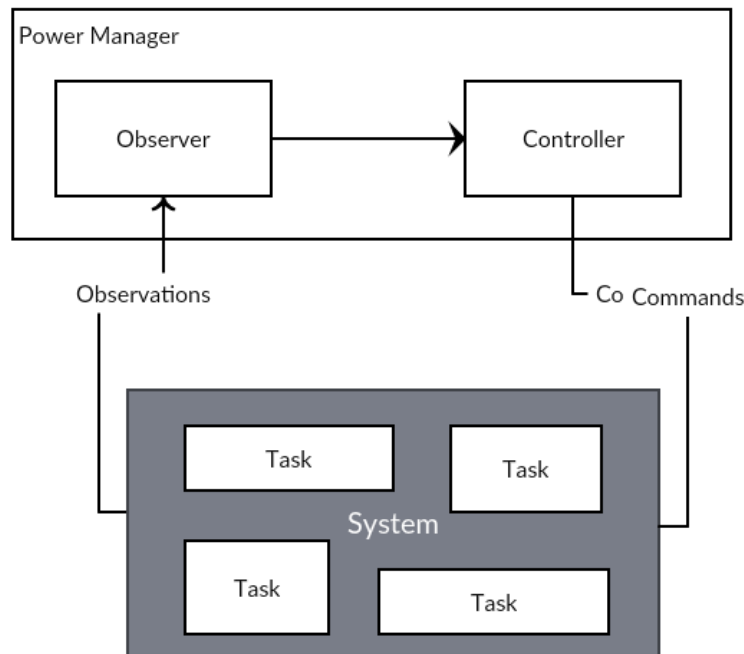 Power Manager
Observer
Controller
Observations
Co Commands
Task
Task
System
Task
Task